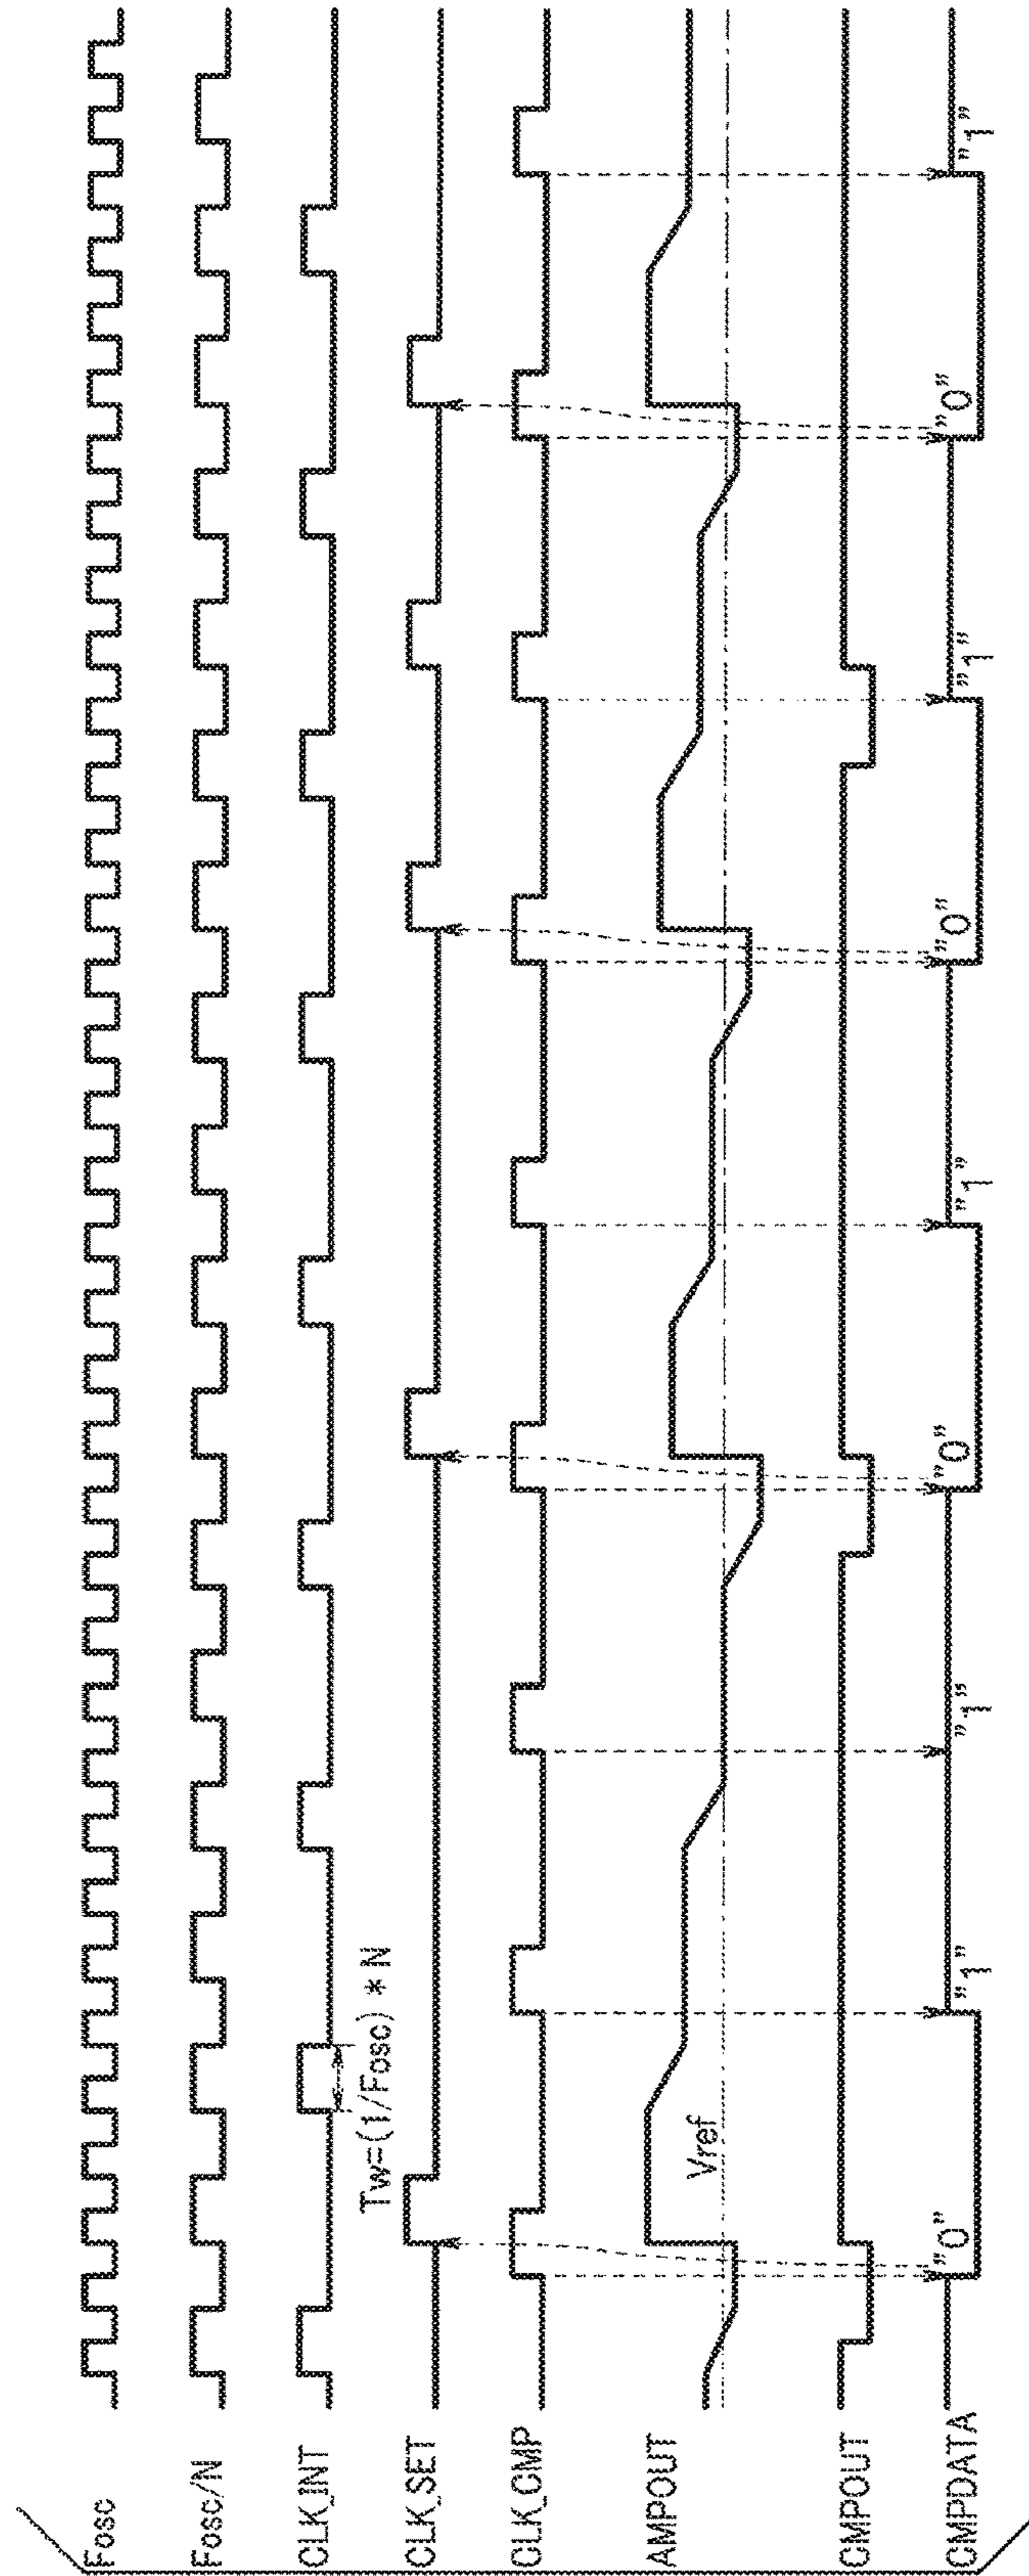 Fosc
Fosc/N
CLK_INT
Tw=(1/Fosc)*N
CLK_SET
CLK_CMP
AMPOUT
Vref
CMPOUT
CMPDATA
"0" "1" "1" "0" "1" "0" "1" "0" "1"